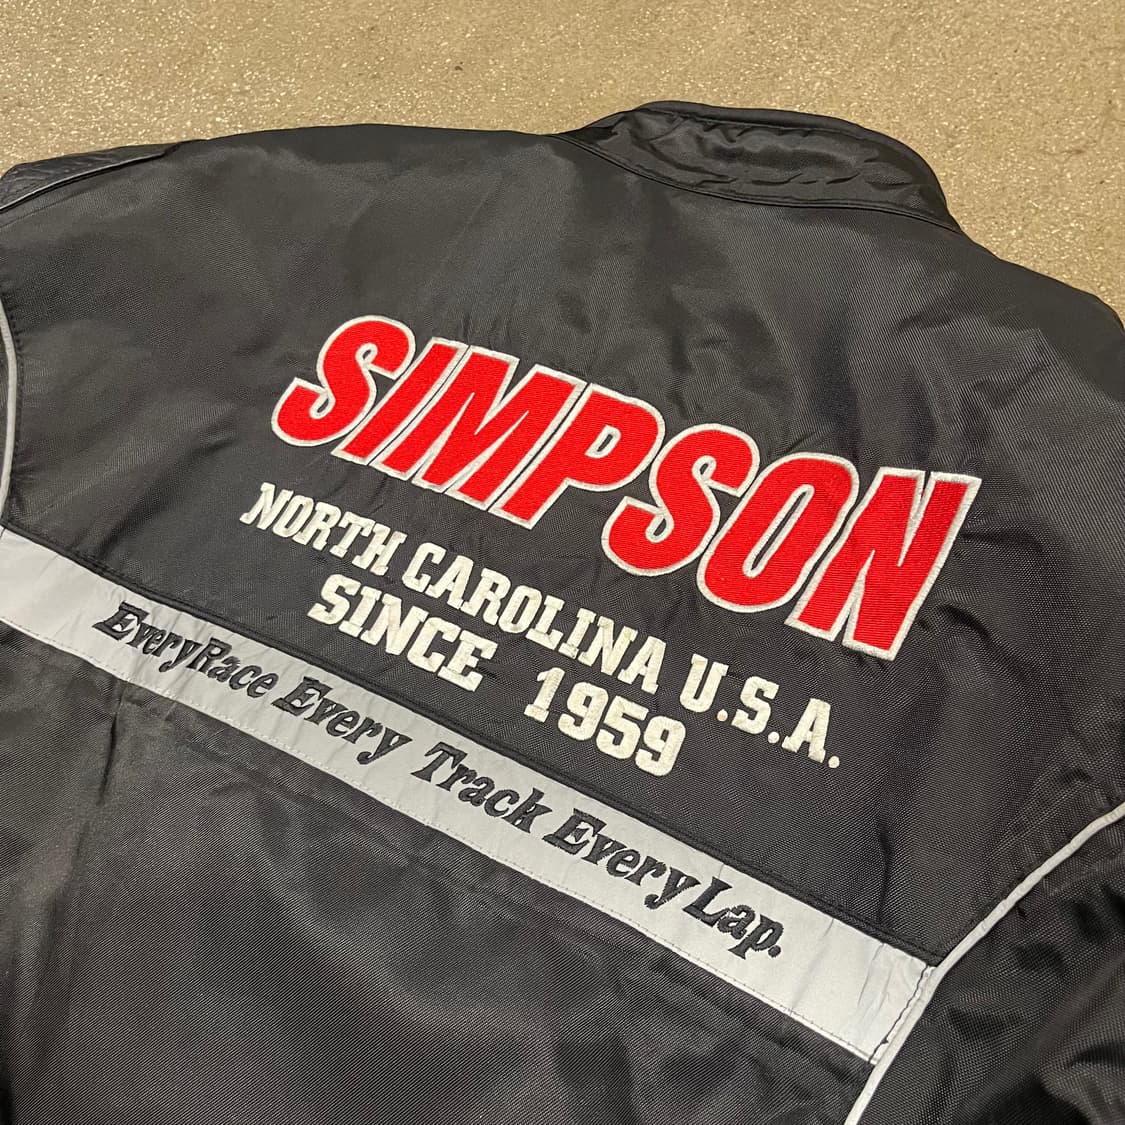 SIMPSON
NORTH CAROLINA U.S.A.
SINCE 1959
EveryRace Every Track EveryLap.